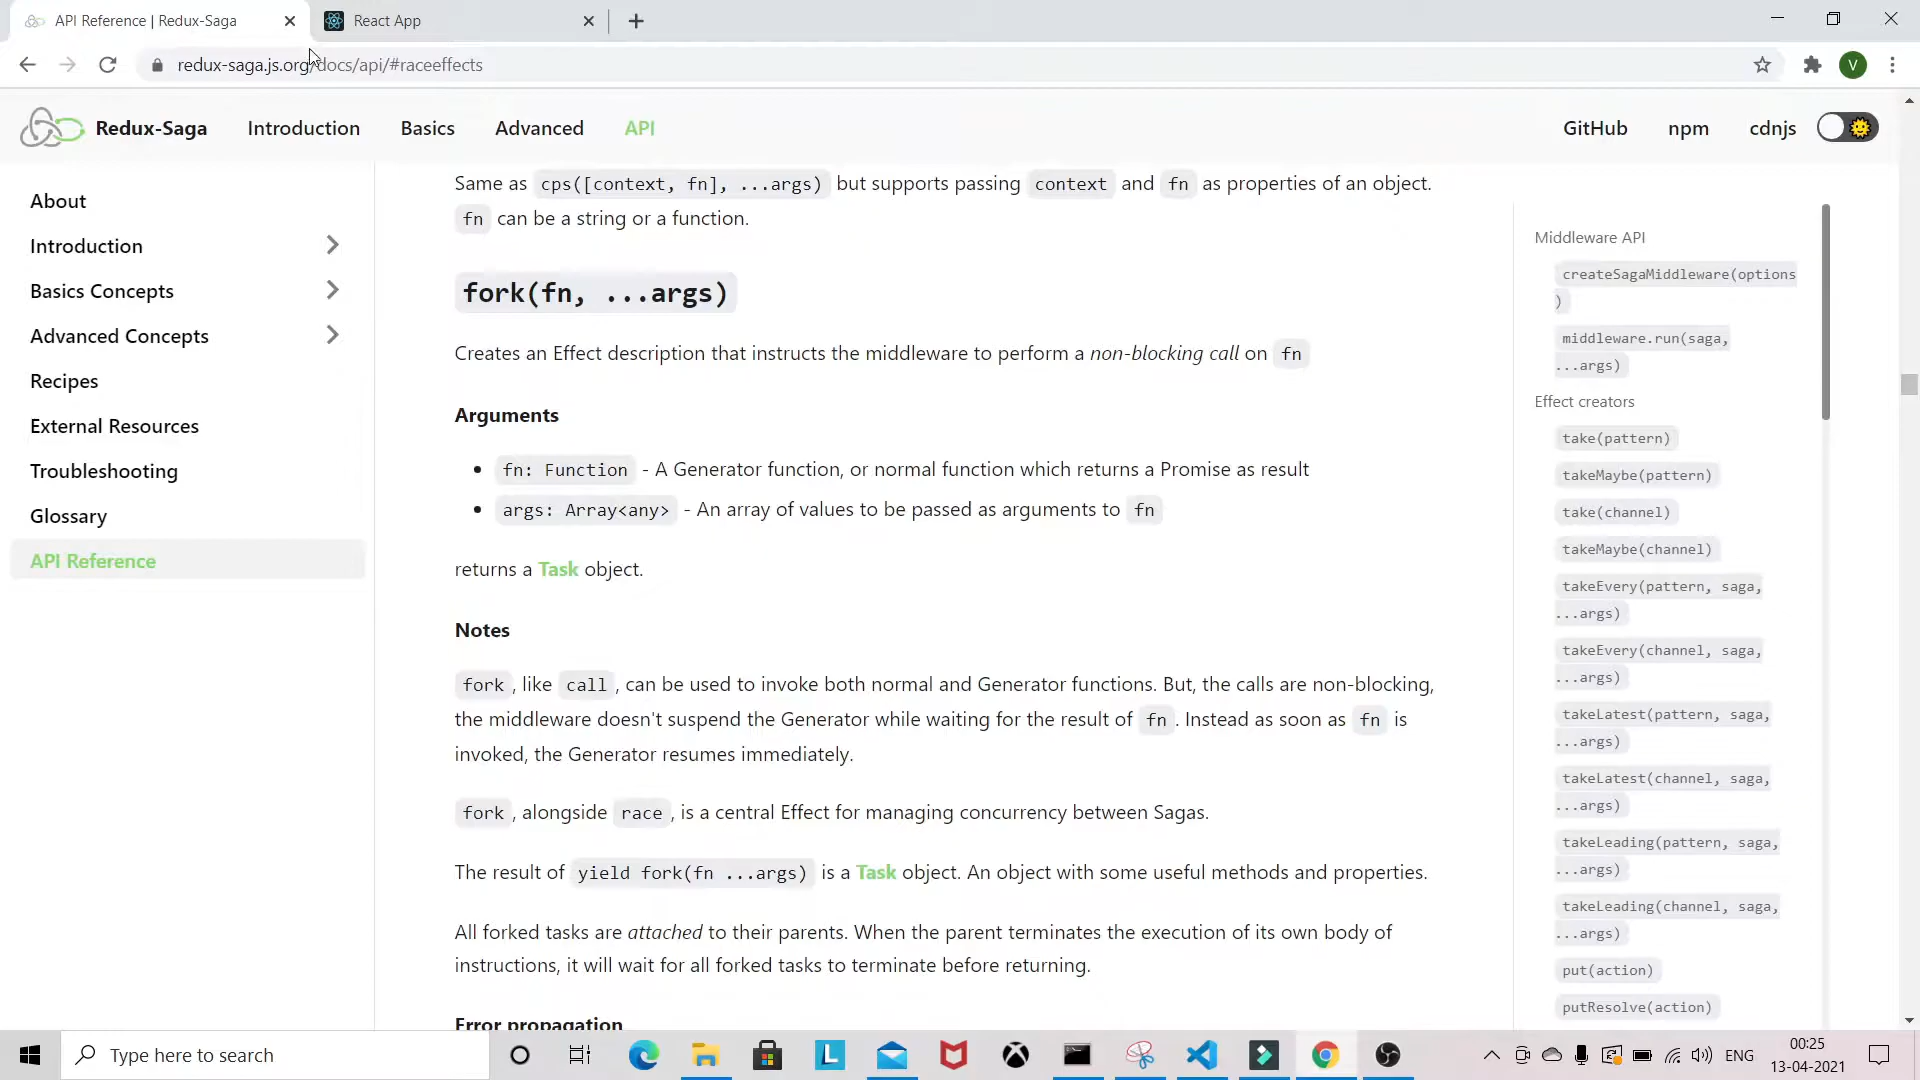 API Reference | Redux-Saga
React App
redux-saga.js.org/docs/api/#raceeffects
V
Redux-Saga
Introduction
Basics
Advanced
API
GitHub
npm
cdnjs
About
Introduction
Basics Concepts
Advanced Concepts
Recipes
External Resources
Troubleshooting
Glossary
API Reference
Same as cps([context, fn], ...args) but supports passing context and fn as properties of an object.
fn can be a string or a function.
fork(fn, ...args)
Creates an Effect description that instructs the middleware to perform a non-blocking call on fn
Arguments
• fn: Function - A Generator function, or normal function which returns a Promise as result
• args: Array<any> - An array of values to be passed as arguments to fn
returns a Task object.
Notes
fork , like call , can be used to invoke both normal and Generator functions. But, the calls are non-blocking,
the middleware doesn't suspend the Generator while waiting for the result of fn . Instead as soon as fn is
invoked, the Generator resumes immediately.
fork , alongside race , is a central Effect for managing concurrency between Sagas.
The result of yield fork(fn ...args) is a Task object. An object with some useful methods and properties.
All forked tasks are attached to their parents. When the parent terminates the execution of its own body of
instructions, it will wait for all forked tasks to terminate before returning.
Error propagation
Middleware API
createSagaMiddleware(options
)
middleware.run(saga,
...args)
Effect creators
take(pattern)
takeMaybe(pattern)
take(channel)
takeMaybe(channel)
takeEvery(pattern, saga,
...args)
takeEvery(channel, saga,
...args)
takeLatest(pattern, saga,
...args)
takeLatest(channel, saga,
...args)
takeLeading(pattern, saga,
...args)
takeLeading(channel, saga,
...args)
put(action)
putResolve(action)
Type here to search
L
ENG
00:25
13-04-2021